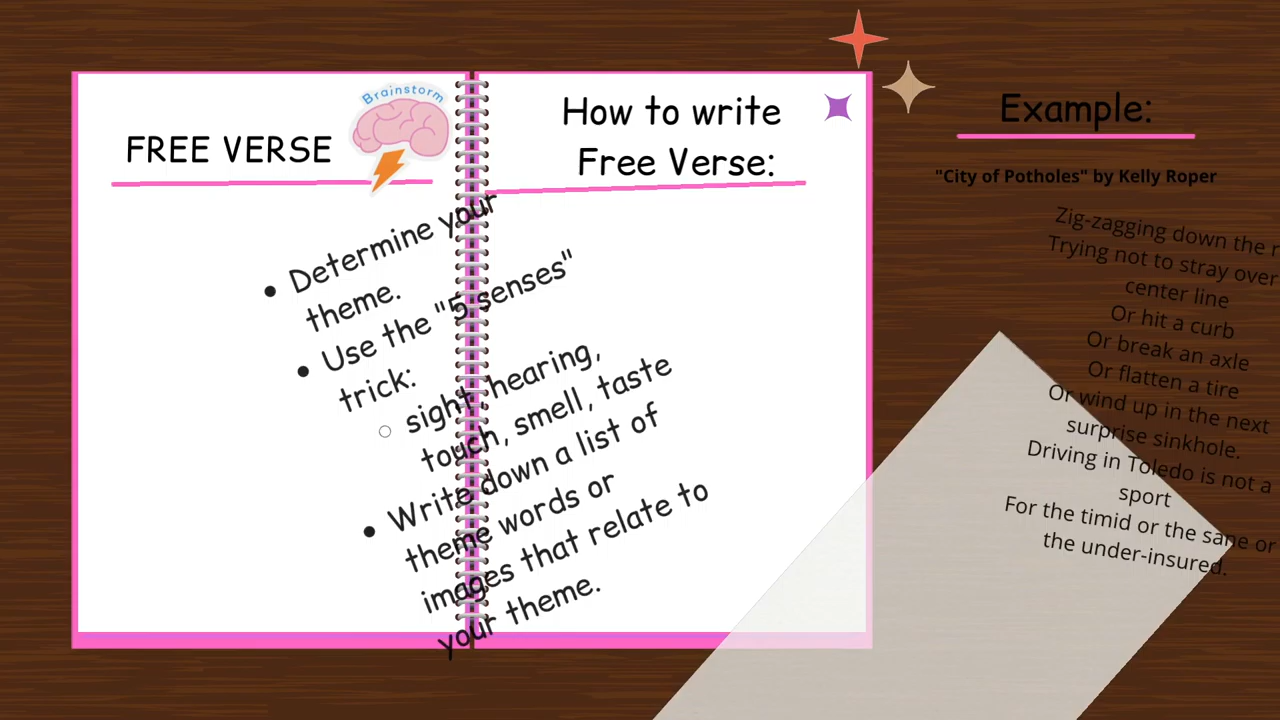 Brainstorm
FREE VERSE
How to write
Free Verse:
Determine your
theme.
Use the "5 senses"
trick:
sight, hearing,
touch, smell, taste
Write down a list of
theme words or
images that relate to
your theme.
Example:
"City of Potholes" by Kelly Roper
Zig-zagging down the
Trying not to stray over
center line
Or hit a curb
Or break an axle
Or flatten a tire
Or wind up in the next
surprise sinkhole.
Driving in Toledo is not a
sport
For the timid or the sane or
the under-insured.